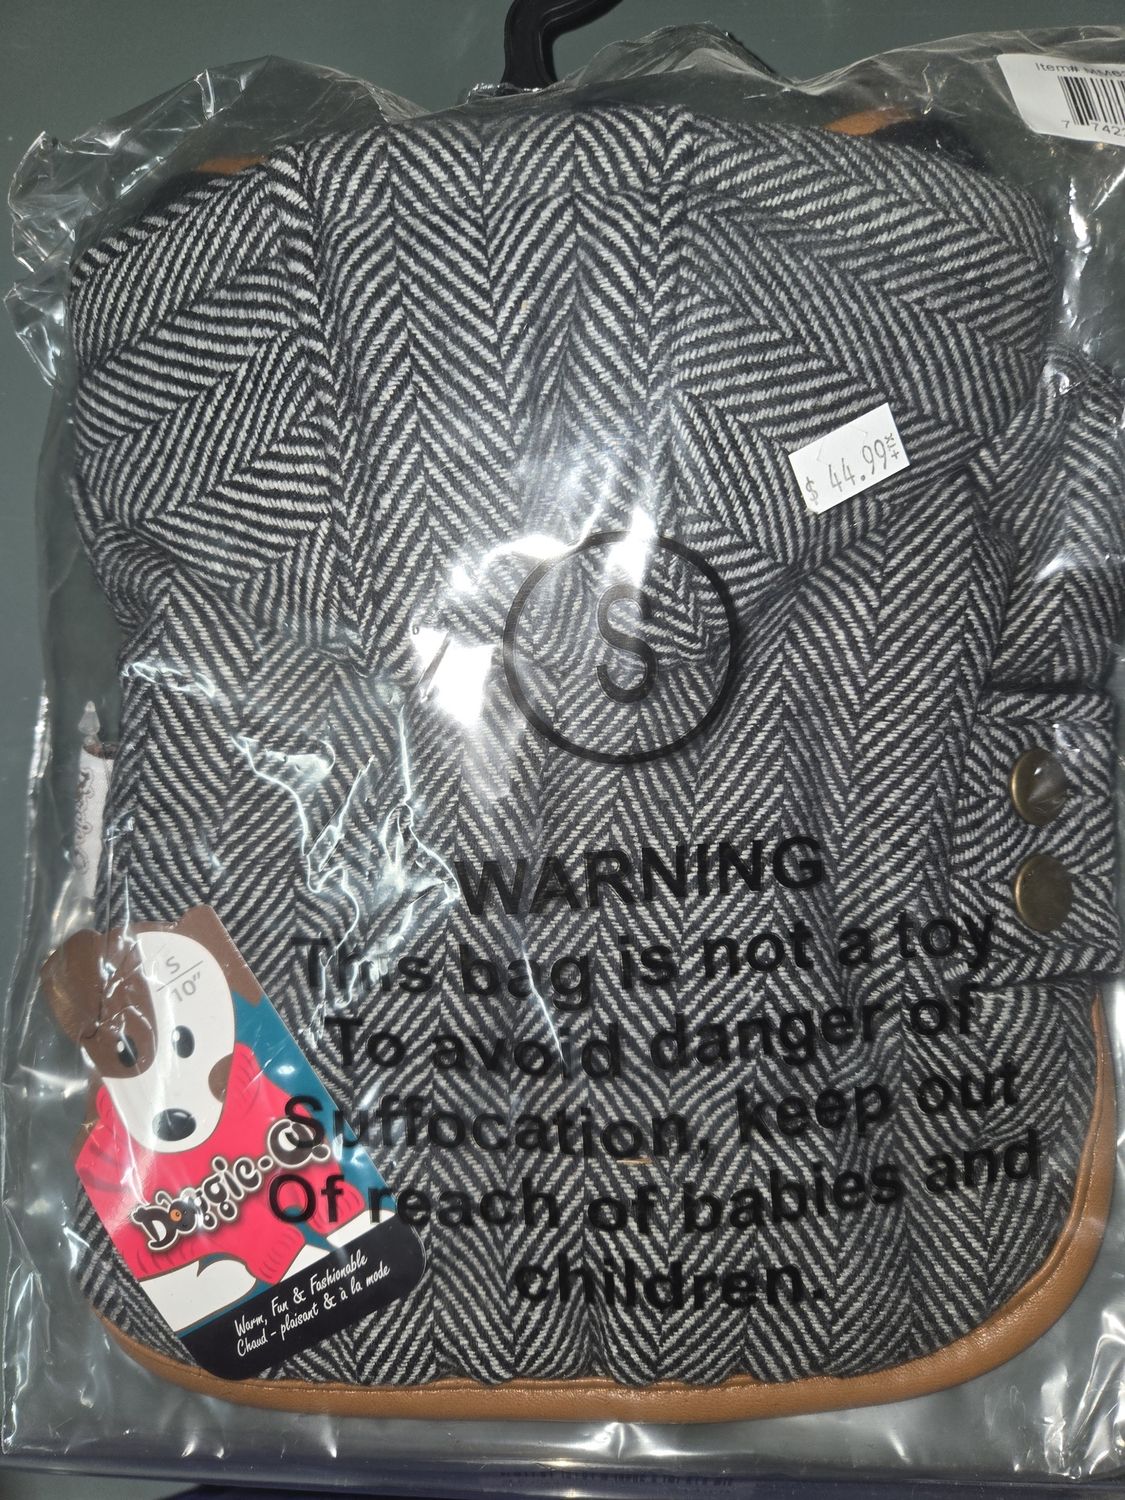 Item#
7
$ 44.99
S
WARNING
This bag is not a toy
To avoid danger of
Suffocation, keep out
Of reach of babies and
children.
S
10"
Doggie-Q
Warm, Fun & Fashionable
Chaud - plaisant & à la mode